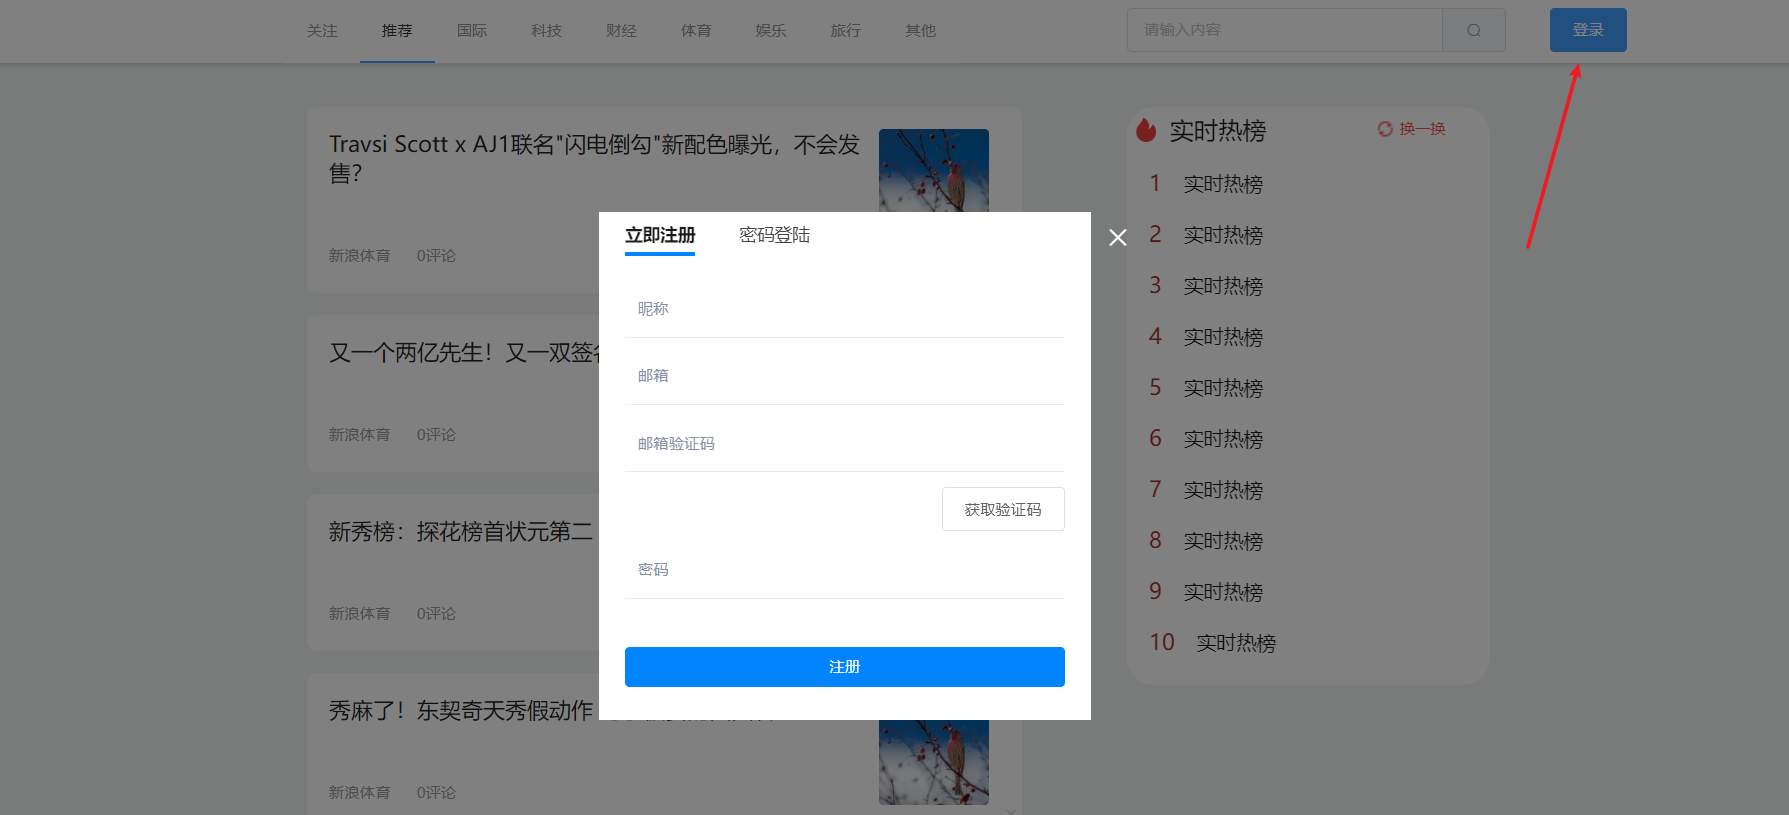 关注 推荐 国际 科技 财经 体育 娱乐 旅行 其他 请输入内容 登录
Travsi Scott x AJ1联名"闪电倒勾"新配色曝光，不会发
售？
新浪体育 0评论
又一个两亿先生！又一双签
新浪体育 0评论
新秀榜：探花榜首状元第二
新浪体育 0评论
秀麻了！东契奇天秀假动作
新浪体育 0评论
立即注册 密码登陆
昵称
邮箱
邮箱验证码
获取验证码
密码
注册
实时热榜 换一换
1 实时热榜
2 实时热榜
3 实时热榜
4 实时热榜
5 实时热榜
6 实时热榜
7 实时热榜
8 实时热榜
9 实时热榜
10 实时热榜